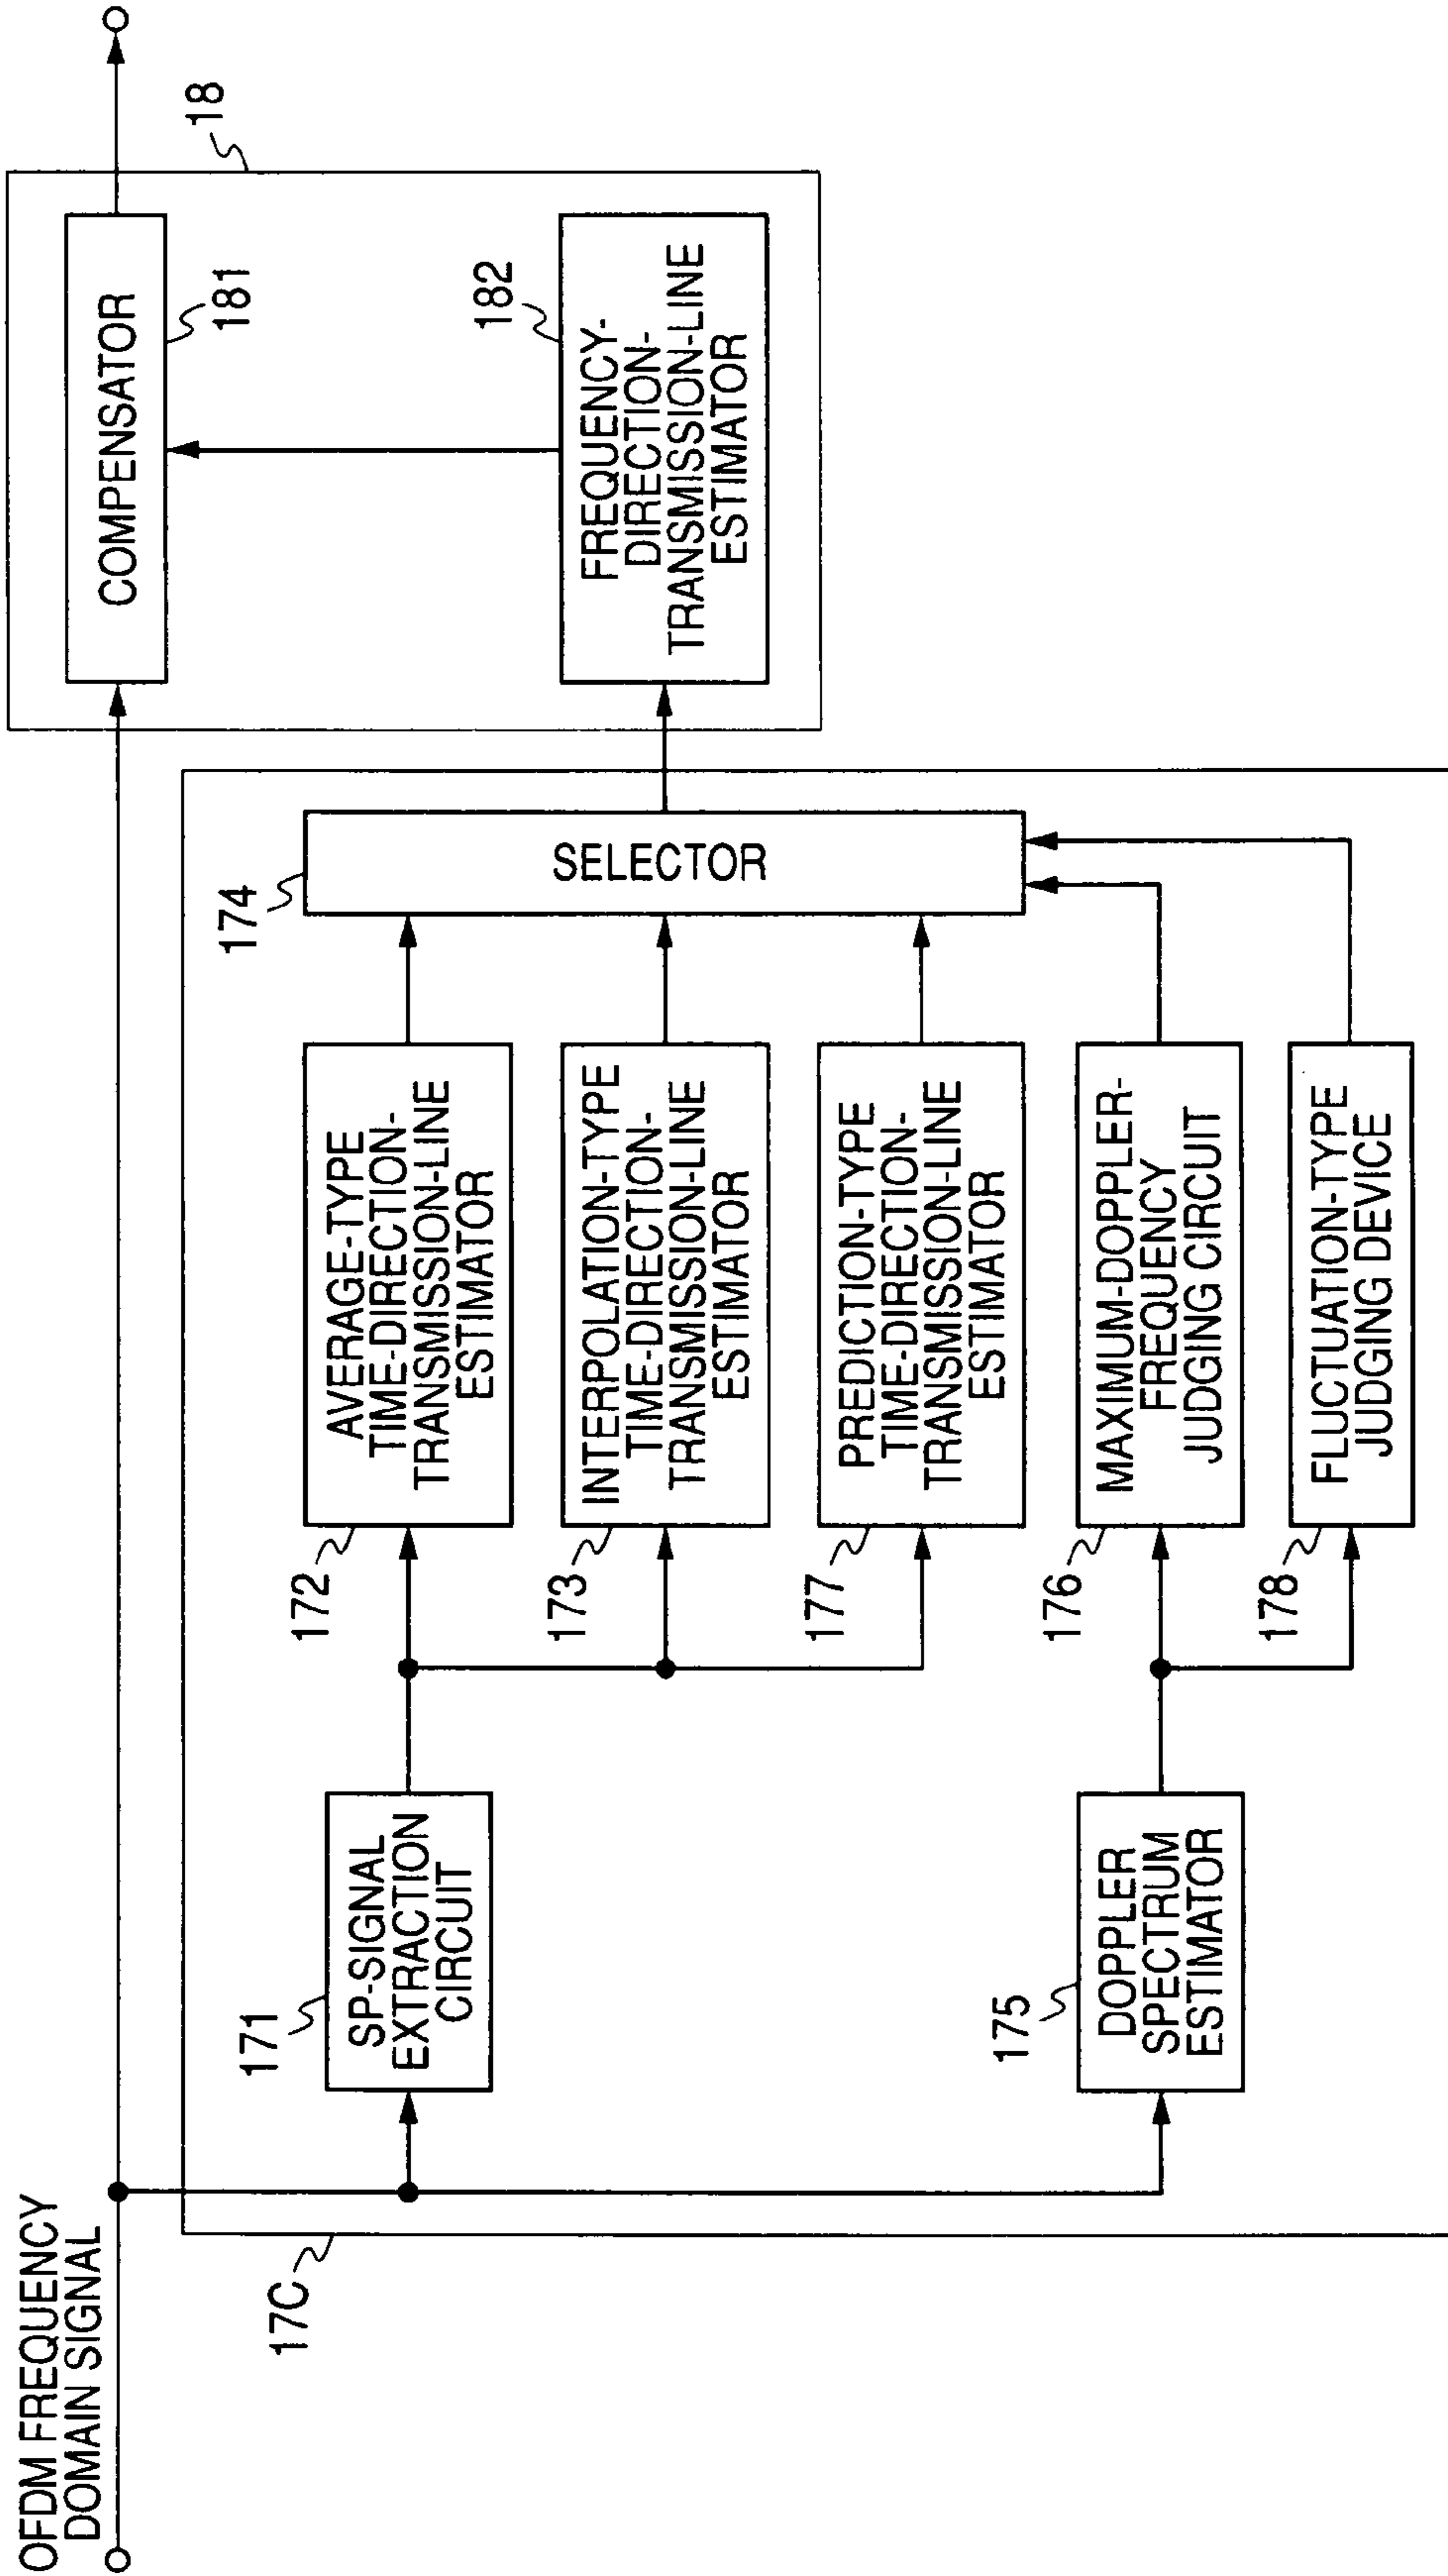 OFDM FREQUENCY
DOMAIN SIGNAL
17C
171
SP-SIGNAL
EXTRACTION
CIRCUIT
175
DOPPLER
SPECTRUM
ESTIMATOR
172
AVERAGE-TYPE
TIME-DIRECTION-
TRANSMISSION-LINE
ESTIMATOR
173
INTERPOLATION-TYPE
TIME-DIRECTION-
TRANSMISSION-LINE
ESTIMATOR
177
PREDICTION-TYPE
TIME-DIRECTION-
TRANSMISSION-LINE
ESTIMATOR
176
MAXIMUM-DOPPLER-
FREQUENCY
JUDGING CIRCUIT
178
FLUCTUATION-TYPE
JUDGING DEVICE
174
SELECTOR
18
COMPENSATOR
181
182
FREQUENCY-
DIRECTION-
TRANSMISSION-LINE
ESTIMATOR